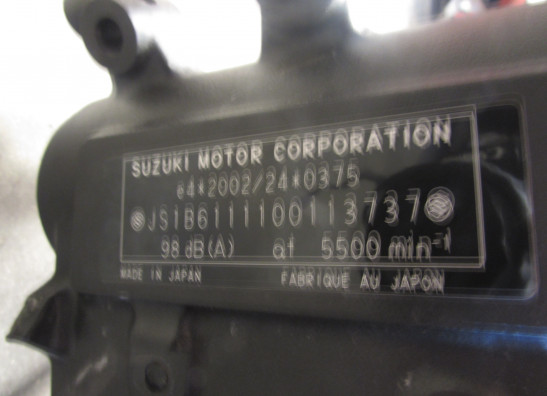 SUZUKI MOTOR CORPORATION
e4*2002/24*0375
JS1B6111100113737
98 dB(A) at 5500 min-1
MADE IN JAPAN FABRIQUE AU JAPON